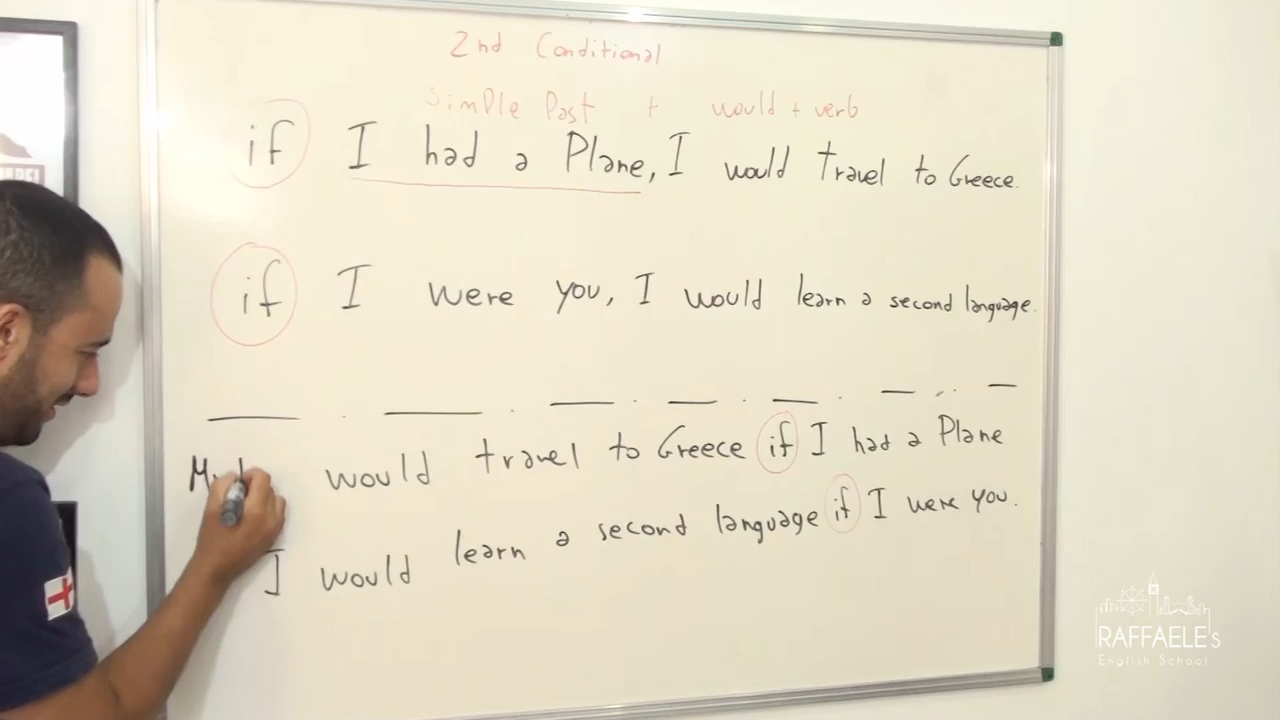 2nd Conditional
Simple Past + would + verb
if I had a Plane, I would travel to Greece.
if I were you, I would learn a second language.
would travel to Greece if I had a Plane
I would learn a second language if I were you.
RAFFAELE's
English School